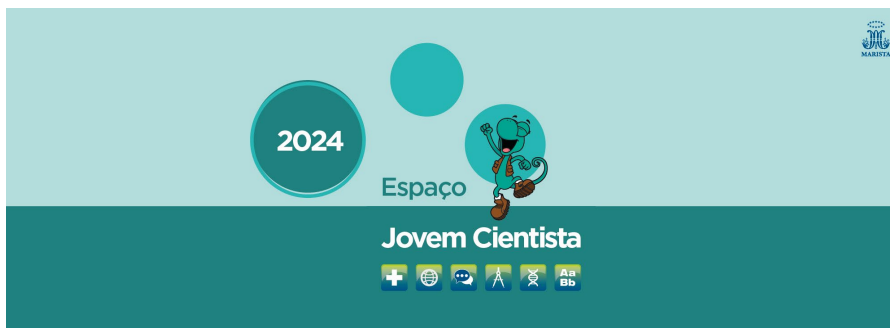 MARISTA
2024
Espaço
Jovem Cientista
Aa
Bb